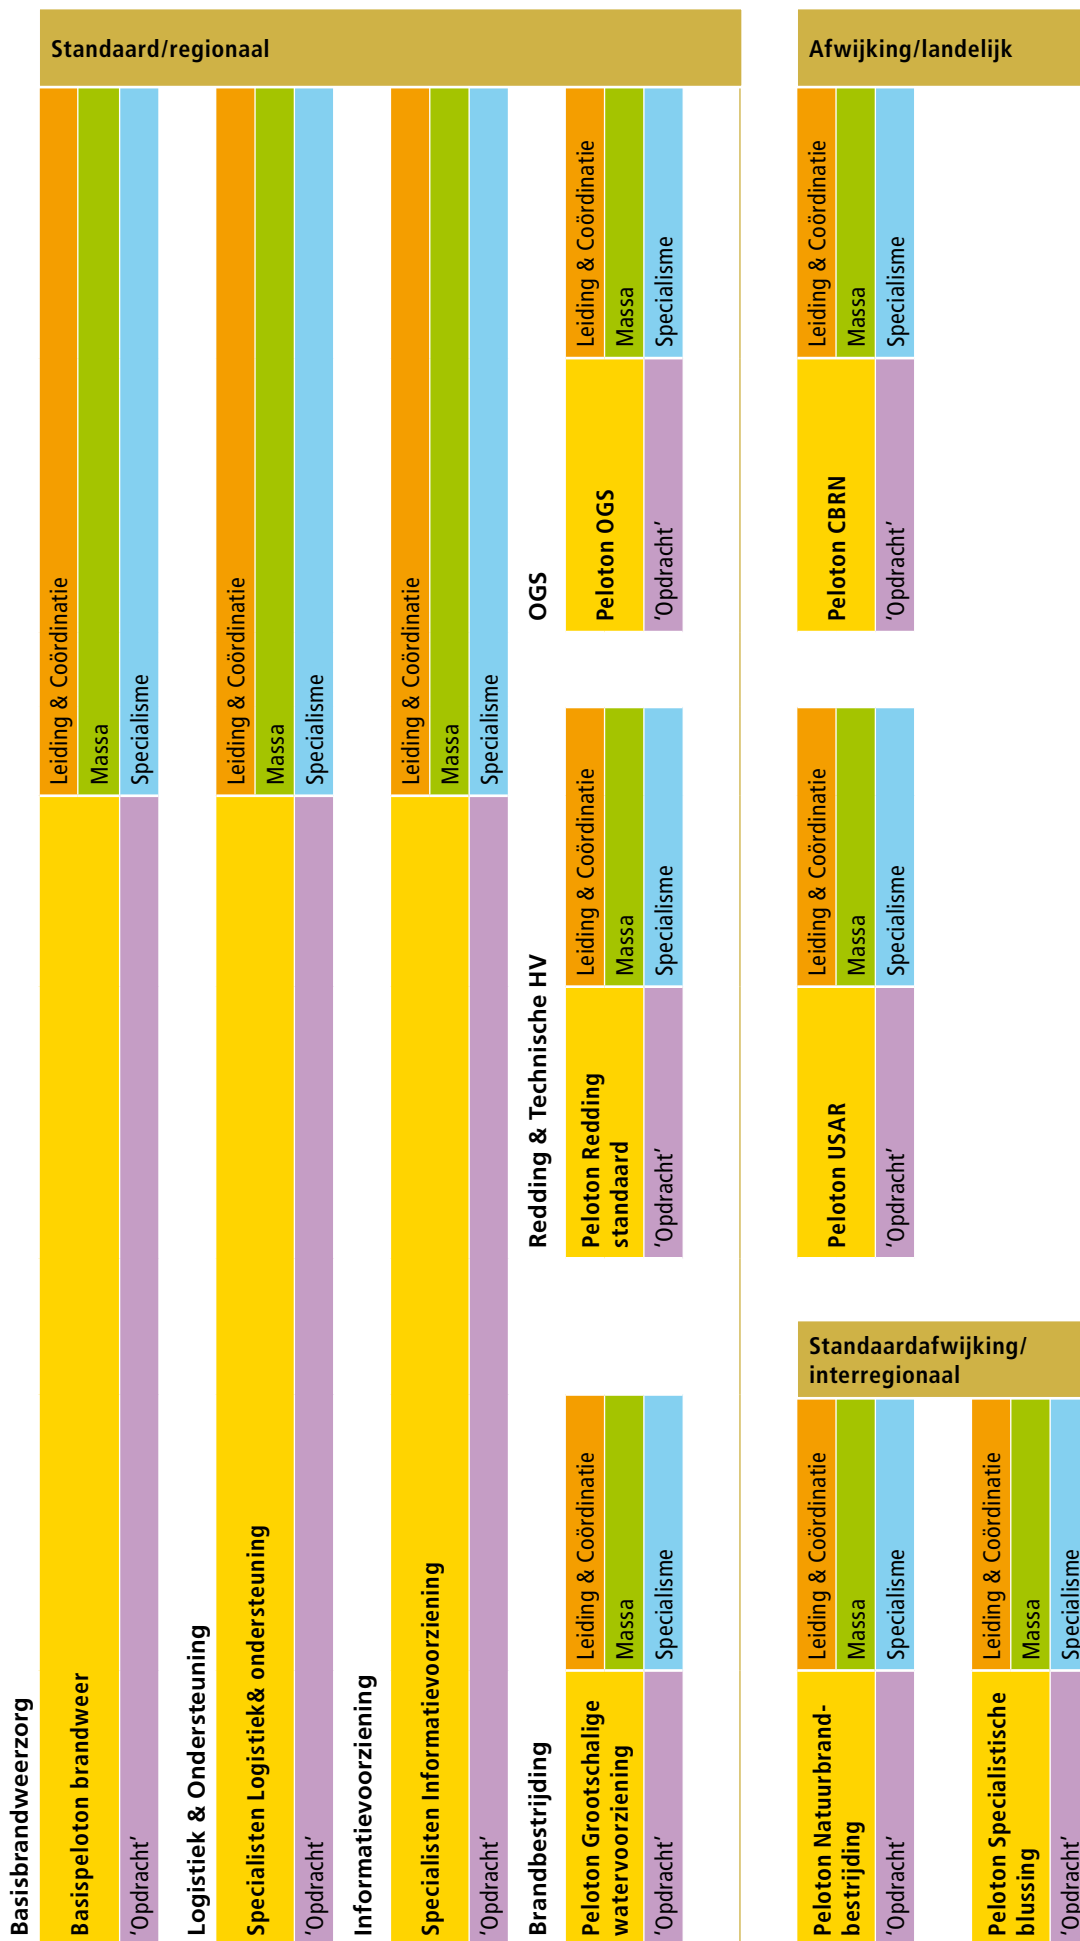 Basisbrandweerzorg
Basispeloton brandweer
'Opdracht'
Leiding & Coördinatie
Massa
Specialisme
Standaard/regionaal
Logistiek & Ondersteuning
Specialisten Logistiek& ondersteuning
'Opdracht'
Leiding & Coördinatie
Massa
Specialisme
Informatievoorziening
Specialisten Informatievoorziening
'Opdracht'
Leiding & Coördinatie
Massa
Specialisme
Brandbestrijding
Peloton Grootschalige
watervoorziening
'Opdracht'
Leiding & Coördinatie
Massa
Specialisme
Redding & Technische HV
Peloton Redding
standaard
'Opdracht'
Leiding & Coördinatie
Massa
Specialisme
OGS
Peloton OGS
'Opdracht'
Leiding & Coördinatie
Massa
Specialisme
Standaardafwijking/
interregionaal
Peloton Natuurbrand-
bestrijding
'Opdracht'
Leiding & Coördinatie
Massa
Specialisme
Peloton Specialistische
blussing
'Opdracht'
Leiding & Coördinatie
Massa
Specialisme
Afwijking/landelijk
Peloton USAR
'Opdracht'
Leiding & Coördinatie
Massa
Specialisme
Peloton CBRN
'Opdracht'
Leiding & Coördinatie
Massa
Specialisme